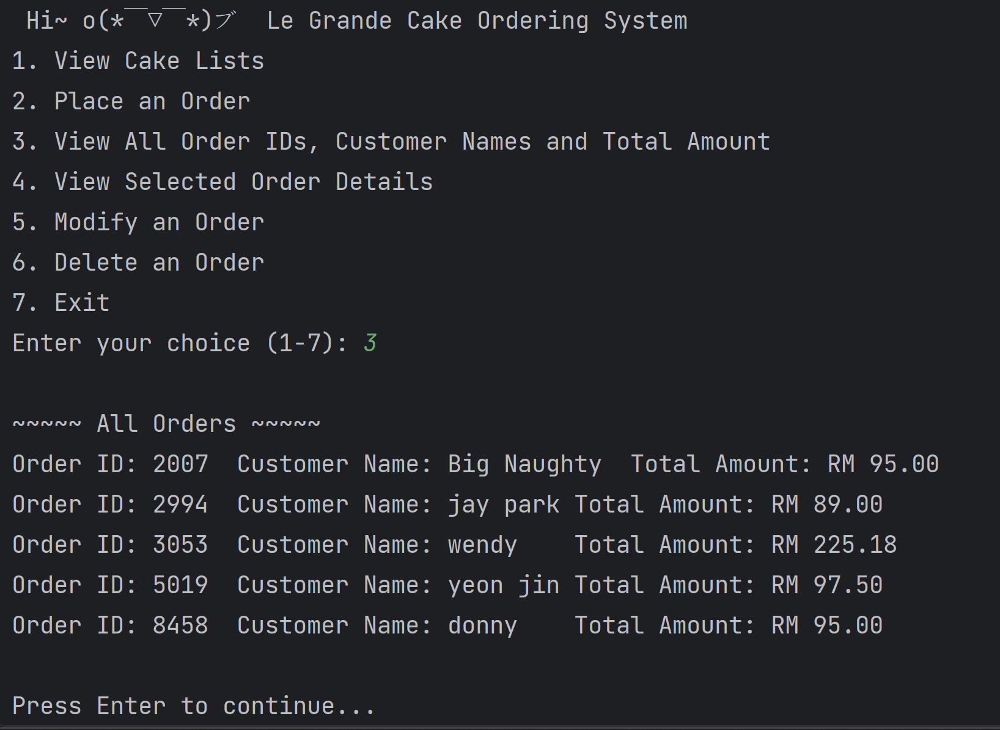 Hi~ o(*￣▽￣*)ブ  Le Grande Cake Ordering System
1. View Cake Lists
2. Place an Order
3. View All Order IDs, Customer Names and Total Amount
4. View Selected Order Details
5. Modify an Order
6. Delete an Order
7. Exit
Enter your choice (1-7): 3
~~~~~ All Orders ~~~~~
Order ID: 2007  Customer Name: Big Naughty  Total Amount: RM 95.00
Order ID: 2994  Customer Name: jay park Total Amount: RM 89.00
Order ID: 3053  Customer Name: wendy    Total Amount: RM 225.18
Order ID: 5019  Customer Name: yeon jin Total Amount: RM 97.50
Order ID: 8458  Customer Name: donny    Total Amount: RM 95.00
Press Enter to continue...